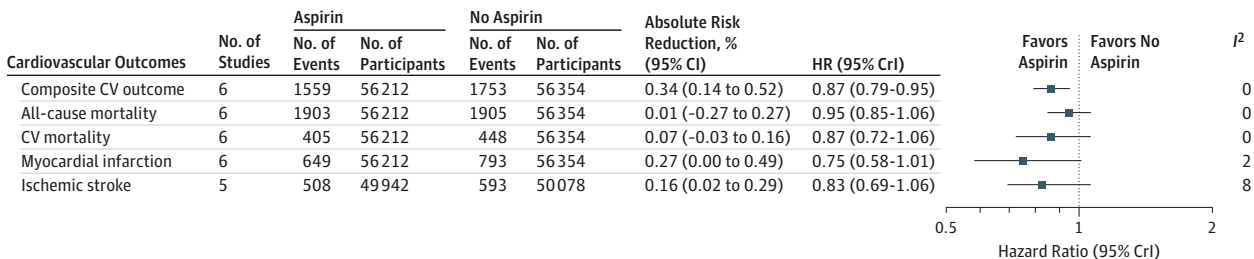 Aspirin No Aspirin Absolute Risk
Reduction, %
(95% CI)
No. of
Studies
No. of
Events
No. of
Participants
No. of
Events
No. of
Participants
Favors
Aspirin
Favors No
Aspirin
I2
Cardiovascular Outcomes HR (95% CrI)
Composite CV outcome 6 1559 56212 1753 56354 0.34 (0.14 to 0.52) 0.87 (0.79-0.95) 0
All-cause mortality 6 1903 56212 1905 56354 0.01 (–0.27 to 0.27) 0.95 (0.85-1.06) 0
CV mortality 6 405 56212 448 56354 0.07 (–0.03 to 0.16) 0.87 (0.72-1.06) 0
Myocardial infarction 6 649 56212 793 56354 0.27 (0.00 to 0.49) 0.75 (0.58-1.01) 2
Ischemic stroke 5 508 49942 593 50078 0.16 (0.02 to 0.29) 0.83 (0.69-1.06) 8
0.5 1 2
Hazard Ratio (95% CrI)